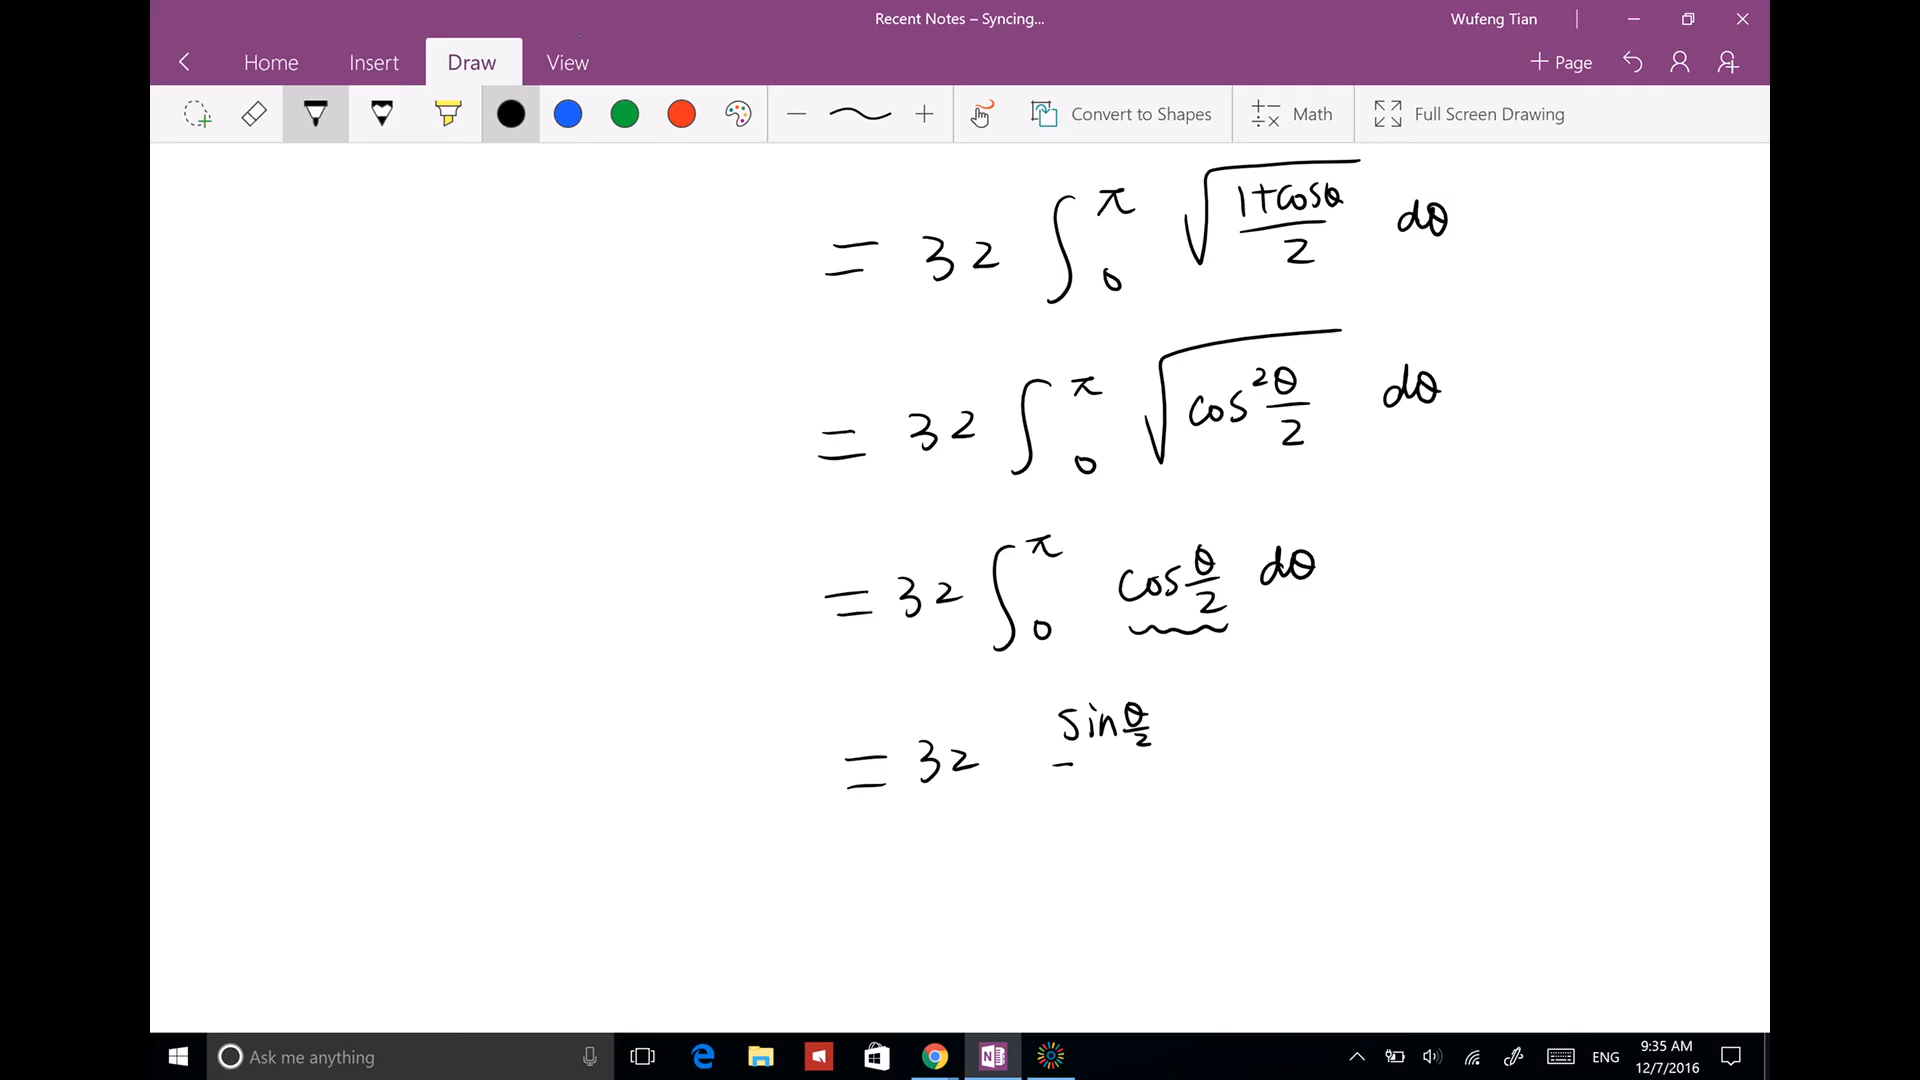 Recent Notes – Syncing...
Wufeng Tian
Home Insert Draw View
Page
Convert to Shapes
Math
Full Screen Drawing
= 32 ∫₀^π √((1+cosθ)/2) dθ
= 32 ∫₀^π √(cos² θ/2) dθ
= 32 ∫₀^π cos θ/2 dθ
= 32 sin θ/2
Ask me anything
ENG
9:35 AM
12/7/2016